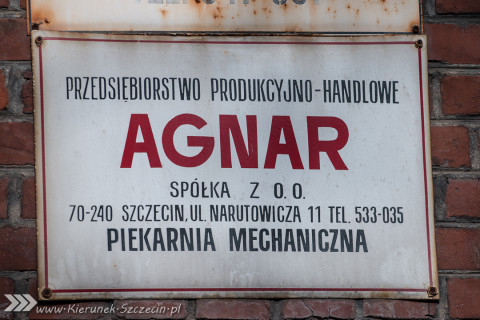 PRZEDSIĘBIORSTWO PRODUKCYJNO-HANDLOWE
AGNAR
SPÓŁKA Z O.O.
70-240 SZCZECIN, UL. NARUTOWICZA 11 TEL. 533-035
PIEKARNIA MECHANICZNA
www.Kierunek-Szczecin.pl